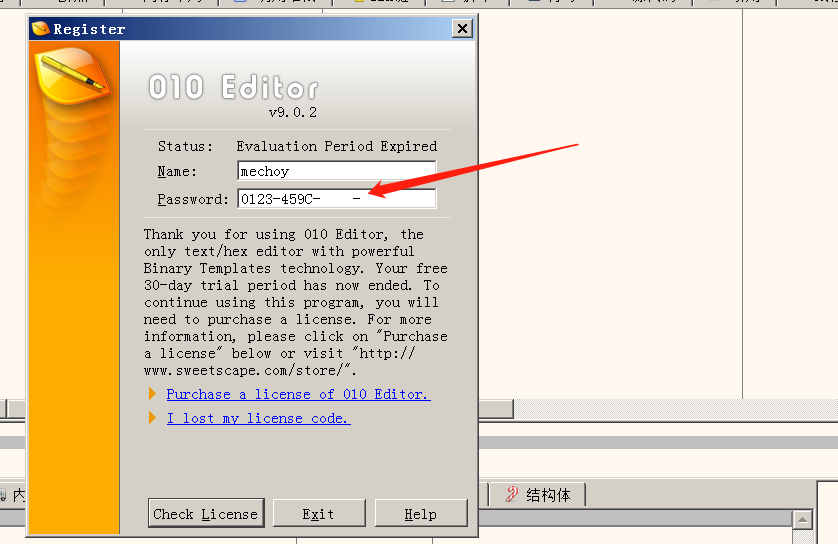 Register
010 Editor
v9.0.2
Status: Evaluation Period Expired
Name: mechoy
Password: 0123-459C- -
Thank you for using 010 Editor, the
only text/hex editor with powerful
Binary Templates technology. Your free
30-day trial period has now ended. To
continue using this program, you will
need to purchase a license. For more
information, please click on "Purchase
a license" below or visit "http://
www.sweetscape.com/store/".
Purchase a license of 010 Editor.
I lost my license code.
内
结构体
Check License
Exit
Help